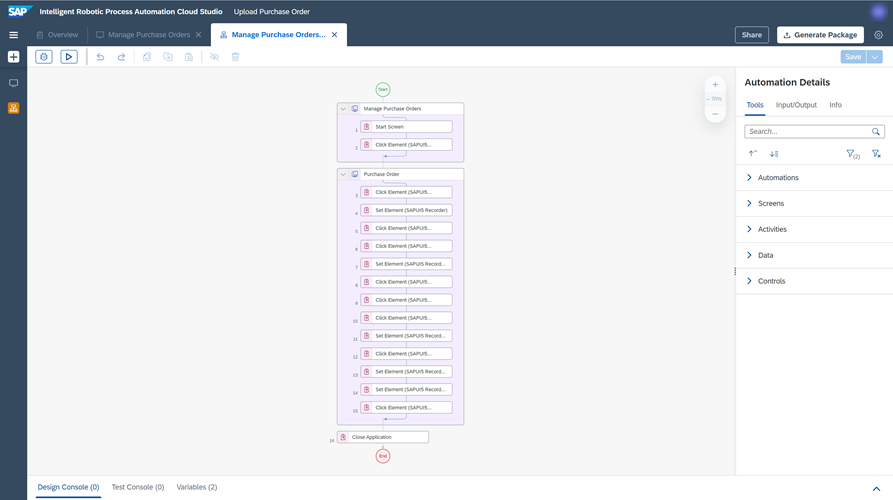 SAP Intelligent Robotic Process Automation Cloud Studio Upload Purchase Order
Overview Manage Purchase Orders Manage Purchase Orders... Share Generate Package
Save
Start
Manage Purchase Orders
1 Start Screen
2 Click Element (SAPUI5...
Purchase Order
3 Click Element (SAPUI5...
4 Set Element (SAPUI5 Recorder)
5 Click Element (SAPUI5...
6 Click Element (SAPUI5...
7 Set Element (SAPUI5 Record...
8 Click Element (SAPUI5...
9 Click Element (SAPUI5...
10 Click Element (SAPUI5...
11 Set Element (SAPUI5 Record...
12 Click Element (SAPUI5...
13 Set Element (SAPUI5 Record...
14 Set Element (SAPUI5 Record...
15 Click Element (SAPUI5...
16 Close Application
End
+
~ 70%
−
Automation Details
Tools Input/Output Info
Search...
(2)
Automations
Screens
Activities
Data
Controls
Design Console (0) Test Console (0) Variables (2)